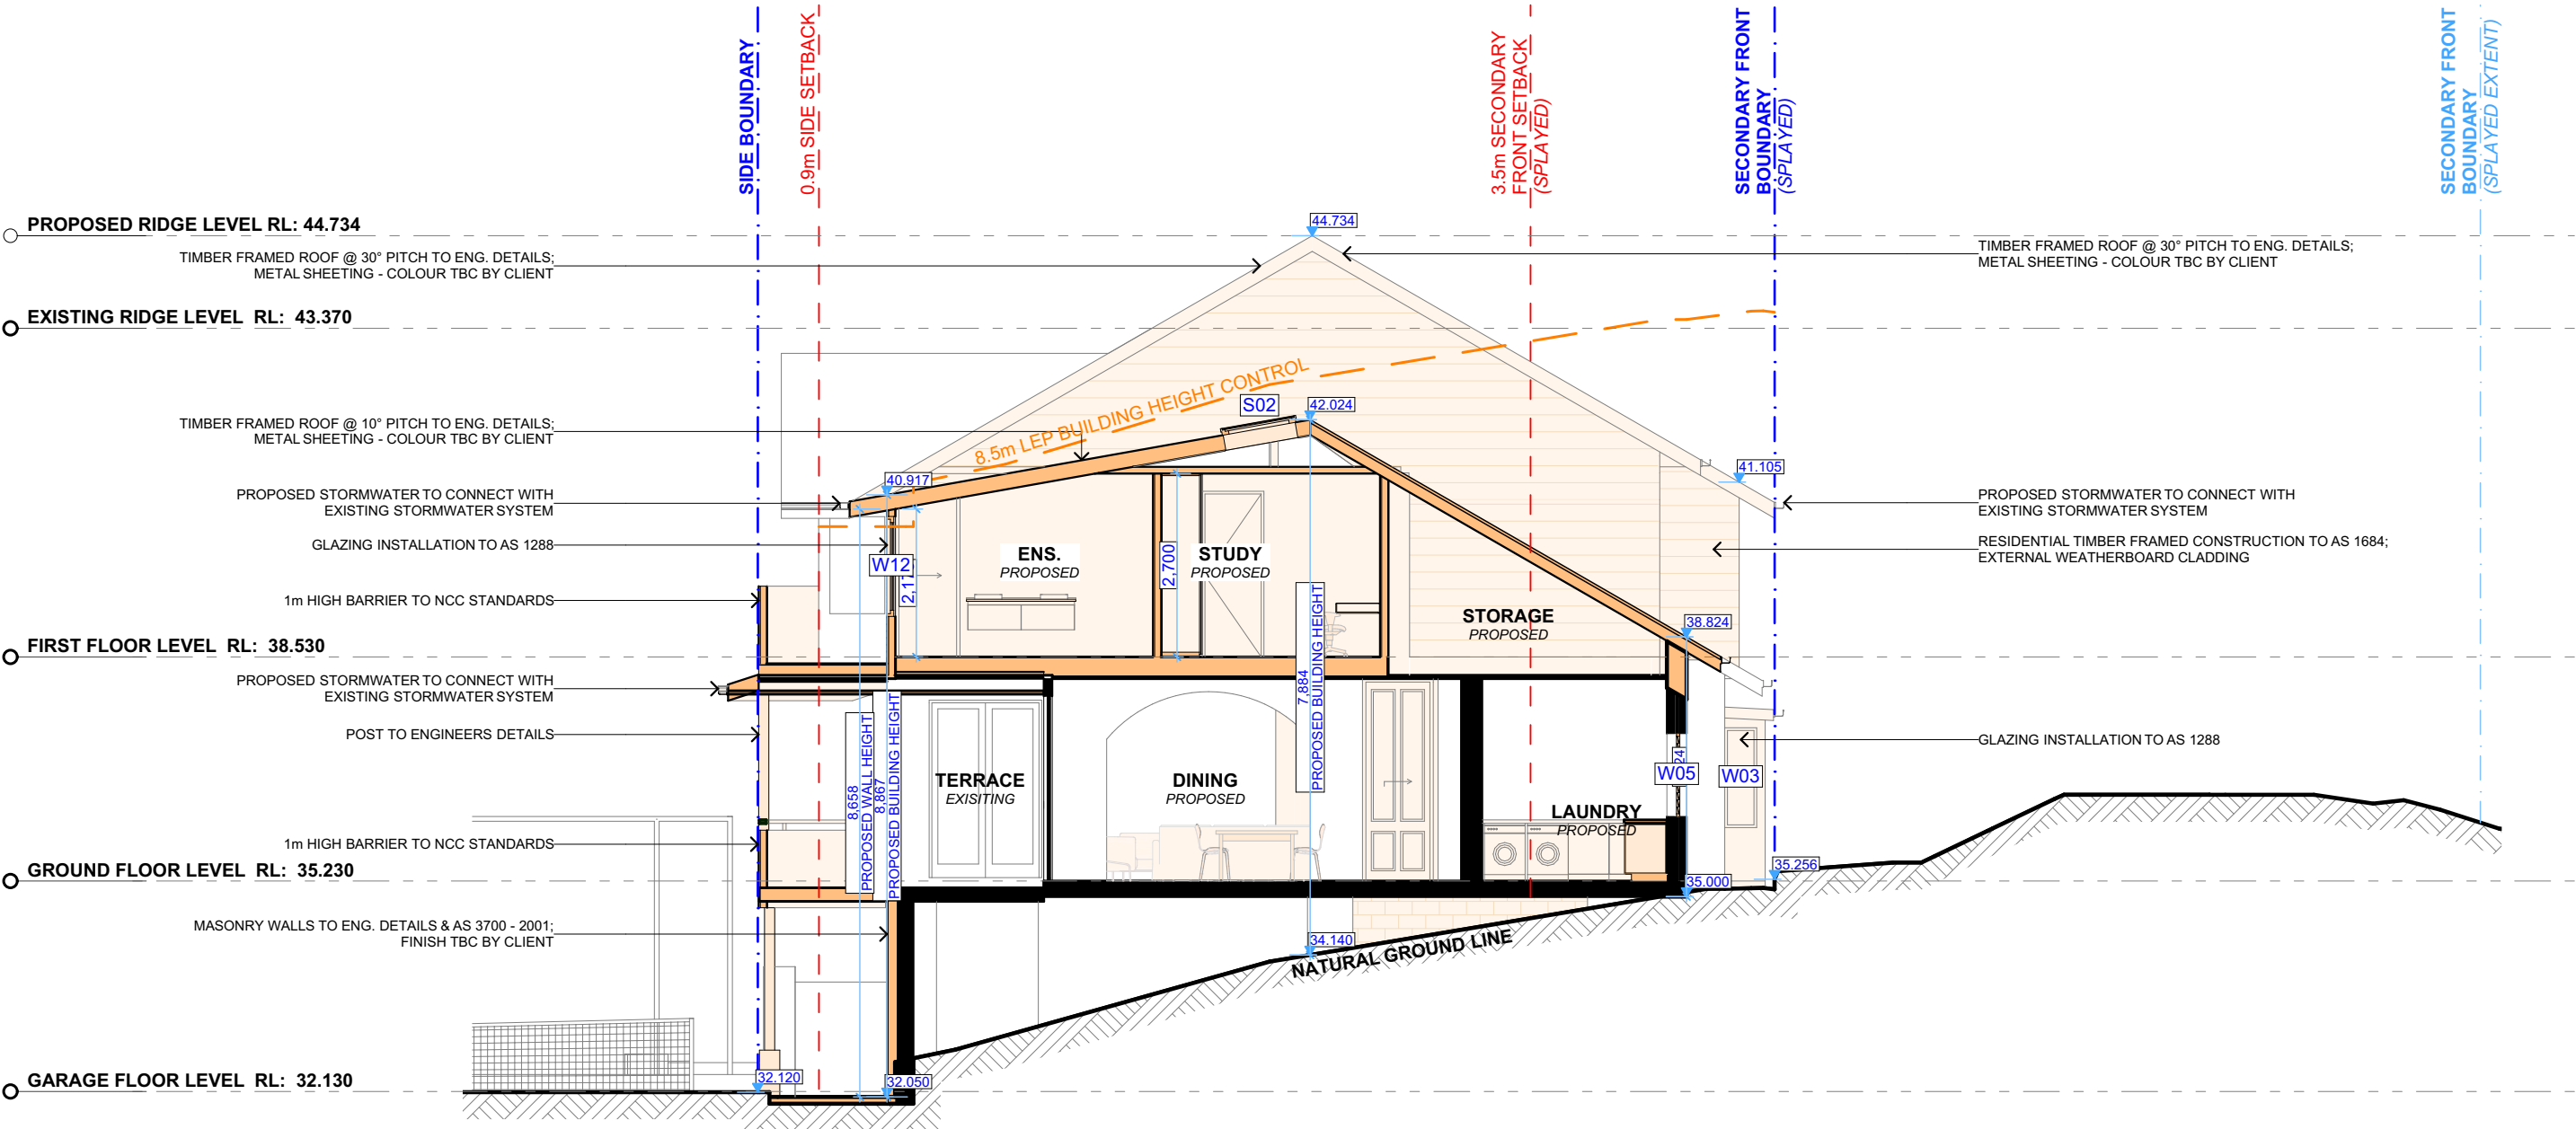 SIDE BOUNDARY
0.9m SIDE SETBACK
3.5m SECONDARY
FRONT SETBACK
(SPLAYED)
SECONDARY FRONT
BOUNDARY
(SPLAYED)
SECONDARY FRONT
BOUNDARY
(SPLAYED EXTENT)
PROPOSED RIDGE LEVEL RL: 44.734
44.734
TIMBER FRAMED ROOF @ 30° PITCH TO ENG. DETAILS;
METAL SHEETING - COLOUR TBC BY CLIENT
TIMBER FRAMED ROOF @ 30° PITCH TO ENG. DETAILS;
METAL SHEETING - COLOUR TBC BY CLIENT
EXISTING RIDGE LEVEL RL: 43.370
8.5m LEP BUILDING HEIGHT CONTROL
S02
42.024
TIMBER FRAMED ROOF @ 10° PITCH TO ENG. DETAILS;
METAL SHEETING - COLOUR TBC BY CLIENT
40.917
41.105
PROPOSED STORMWATER TO CONNECT WITH
EXISTING STORMWATER SYSTEM
PROPOSED STORMWATER TO CONNECT WITH
EXISTING STORMWATER SYSTEM
GLAZING INSTALLATION TO AS 1288
RESIDENTIAL TIMBER FRAMED CONSTRUCTION TO AS 1684;
EXTERNAL WEATHERBOARD CLADDING
W12
ENS.
PROPOSED
2,700
STUDY
PROPOSED
1m HIGH BARRIER TO NCC STANDARDS
STORAGE
PROPOSED
38.824
FIRST FLOOR LEVEL RL: 38.530
PROPOSED STORMWATER TO CONNECT WITH
EXISTING STORMWATER SYSTEM
7,884
PROPOSED BUILDING HEIGHT
POST TO ENGINEERS DETAILS
GLAZING INSTALLATION TO AS 1288
8,658
PROPOSED WALL HEIGHT
8,867
PROPOSED BUILDING HEIGHT
TERRACE
EXISITING
DINING
PROPOSED
W05
W03
LAUNDRY
PROPOSED
1m HIGH BARRIER TO NCC STANDARDS
GROUND FLOOR LEVEL RL: 35.230
35.000
35.256
MASONRY WALLS TO ENG. DETAILS & AS 3700 - 2001;
FINISH TBC BY CLIENT
34.140
NATURAL GROUND LINE
GARAGE FLOOR LEVEL RL: 32.130
32.120
32.050